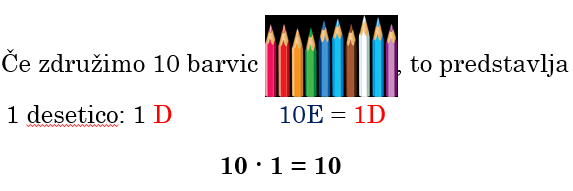 Če združimo 10 barvic , to predstavlja
1 desetico: 1 D 10E = 1D
10 · 1 = 10